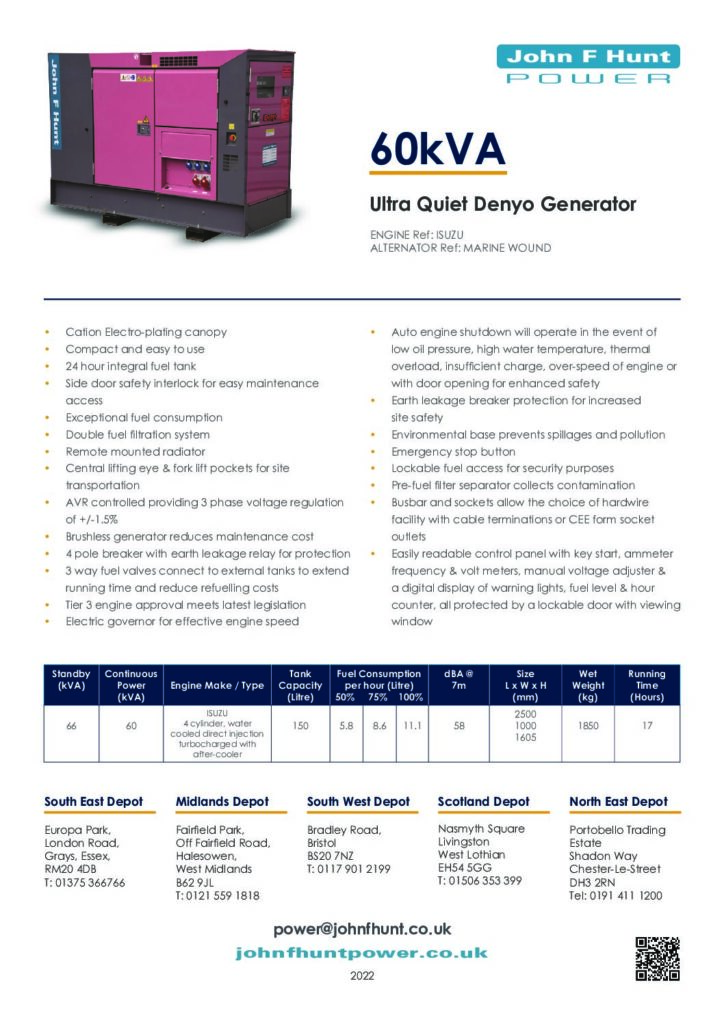 John F Hunt
John F Hunt
POWER
60kVA
Ultra Quiet Denyo Generator
ENGINE Ref: ISUZU
ALTERNATOR Ref: MARINE WOUND
• Cation Electro-plating canopy
• Compact and easy to use
• 24 hour integral fuel tank
• Side door safety interlock for easy maintenance
access
• Exceptional fuel consumption
• Double fuel filtration system
• Remote mounted radiator
• Central lifting eye & fork lift pockets for site
transportation
• AVR controlled providing 3 phase voltage regulation
of +/-1.5%
• Brushless generator reduces maintenance cost
• 4 pole breaker with earth leakage relay for protection
• 3 way fuel valves connect to external tanks to extend
running time and reduce refuelling costs
• Tier 3 engine approval meets latest legislation
• Electric governor for effective engine speed
• Auto engine shutdown will operate in the event of
low oil pressure, high water temperature, thermal
overload, insufficient charge, over-speed of engine or
with door opening for enhanced safety
• Earth leakage breaker protection for increased
site safety
• Environmental base prevents spillages and pollution
• Emergency stop button
• Lockable fuel access for security purposes
• Pre-fuel filter separator collects contamination
• Busbar and sockets allow the choice of hardwire
facility with cable terminations or CEE form socket
outlets
• Easily readable control panel with key start, ammeter
frequency & volt meters, manual voltage adjuster &
a digital display of warning lights, fuel level & hour
counter, all protected by a lockable door with viewing
window
Standby
(kVA)
Continuous
Power
(kVA)
Engine Make / Type
Tank
Capacity
(Litre)
Fuel Consumption
per hour (Litre)
50% 75% 100%
dBA @
7m
Size
L x W x H
(mm)
Wet
Weight
(kg)
Running
Time
(Hours)
66
60
ISUZU
4 cylinder, water
cooled direct injection
turbocharged with
after-cooler
150
5.8
8.6
11.1
58
2500
1000
1605
1850
17
South East Depot
Europa Park,
London Road,
Grays, Essex,
RM20 4DB
T: 01375 366766
Midlands Depot
Fairfield Park,
Off Fairfield Road,
Halesowen,
West Midlands
B62 9JL
T: 0121 559 1818
South West Depot
Bradley Road,
Bristol
BS20 7NZ
T: 0117 901 2199
Scotland Depot
Nasmyth Square
Livingston
West Lothian
EH54 5GG
T: 01506 353 399
North East Depot
Portobello Trading
Estate
Shadon Way
Chester-Le-Street
DH3 2RN
Tel: 0191 411 1200
power@johnfhunt.co.uk
johnfhuntpower.co.uk
2022